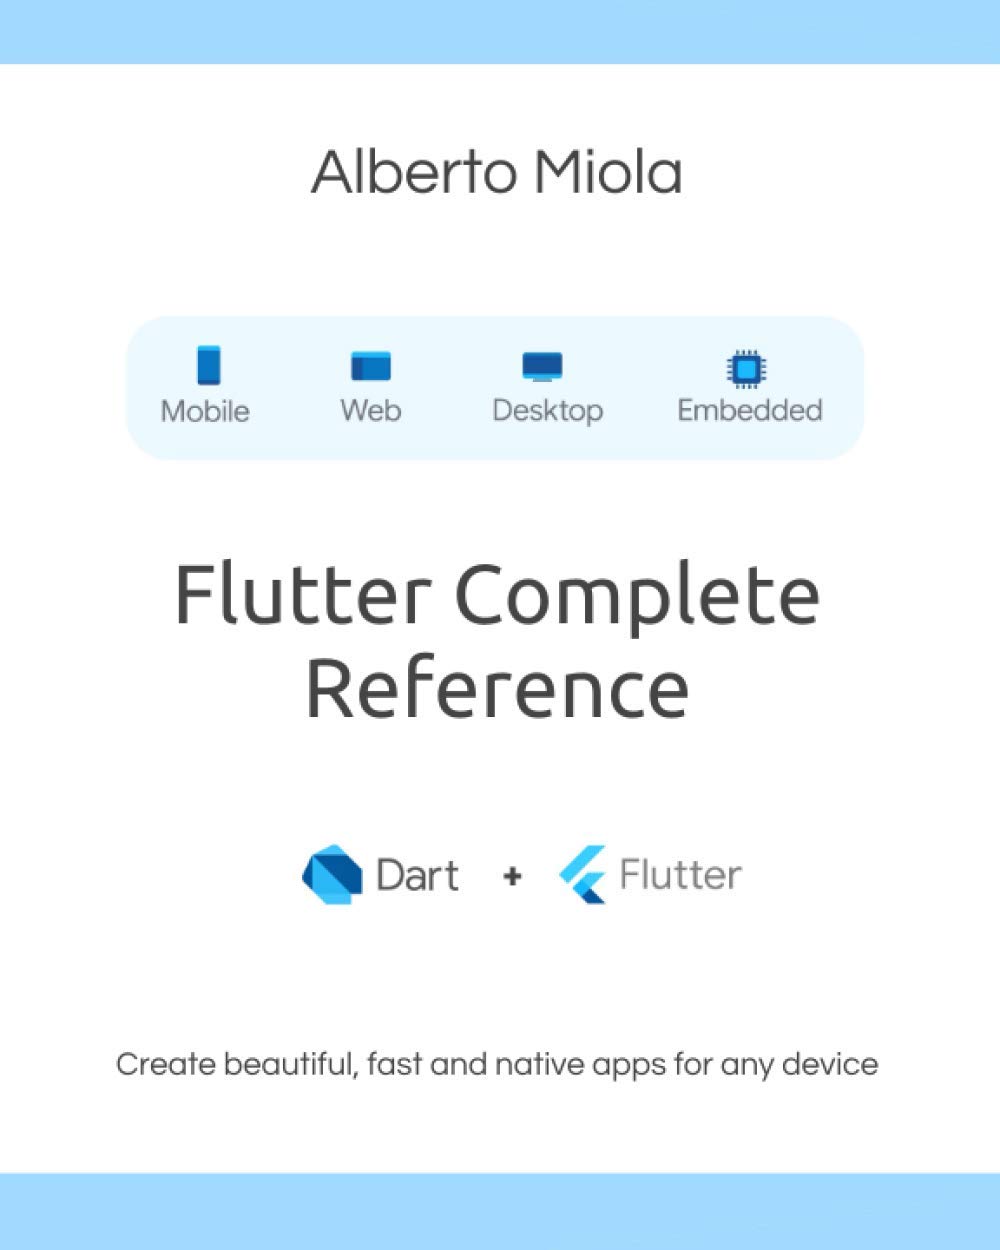 Alberto Miola
Mobile Web Desktop Embedded
Flutter Complete
Reference
Dart + Flutter
Create beautiful, fast and native apps for any device